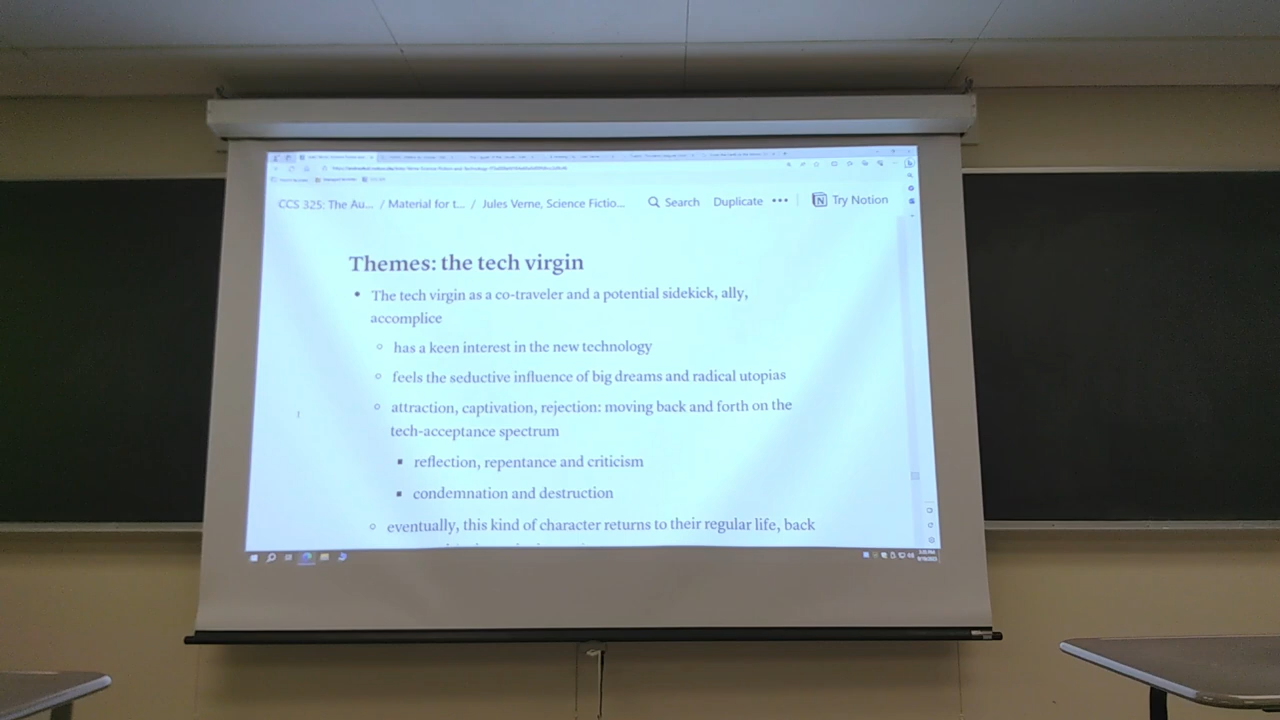 CCS 325: The Au... / Material for t... / Jules Verne, Science Fictio... Search Duplicate ••• Try Notion
Themes: the tech virgin
• The tech virgin as a co-traveler and a potential sidekick, ally,
accomplice
◦ has a keen interest in the new technology
◦ feels the seductive influence of big dreams and radical utopias
◦ attraction, captivation, rejection: moving back and forth on the
tech-acceptance spectrum
▪ reflection, repentance and criticism
▪ condemnation and destruction
◦ eventually, this kind of character returns to their regular life, back